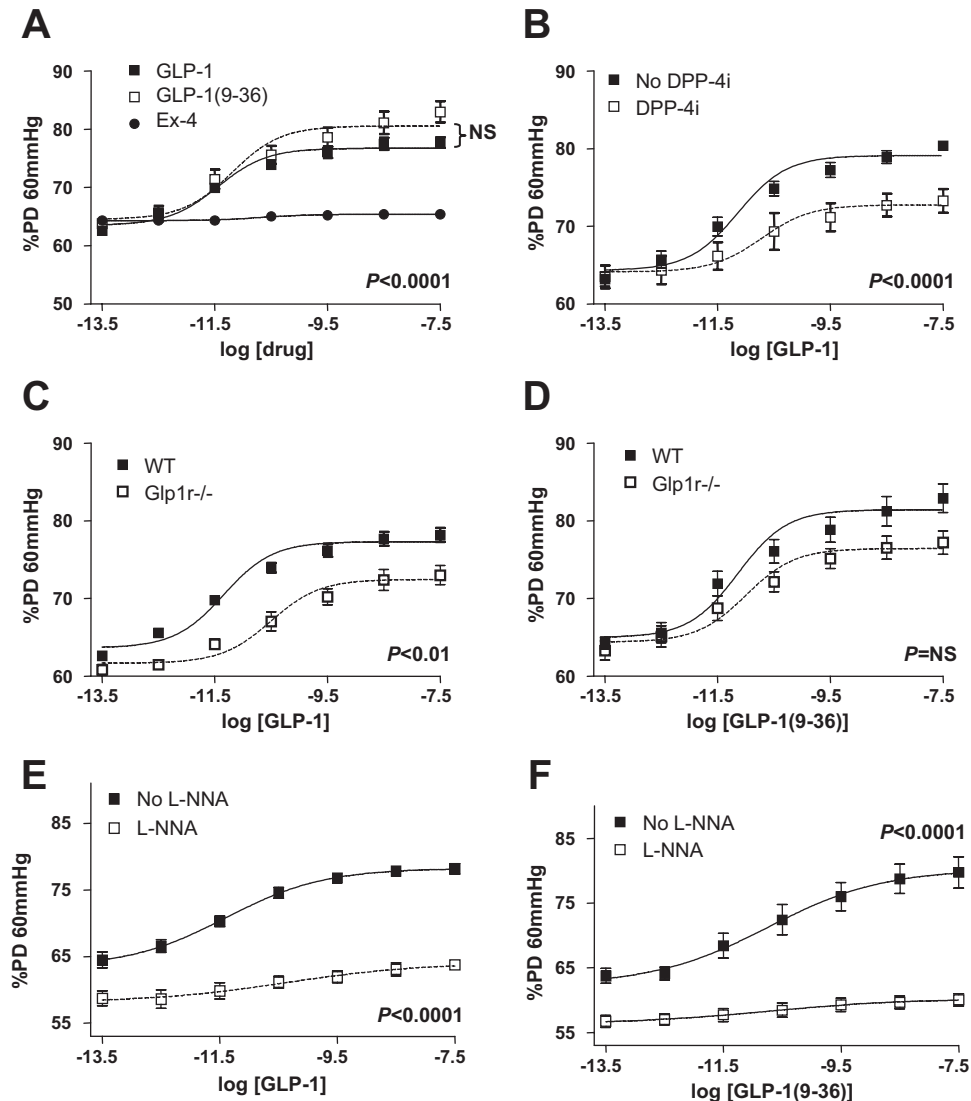 A
%PD 60mmHg
90
80
70
60
50
GLP-1
GLP-1(9-36)
Ex-4
NS
P<0.0001
-13.5 -11.5 -9.5 -7.5
log [drug]
B
%PD 60mmHg
90
80
70
60
No DPP-4i
DPP-4i
P<0.0001
-13.5 -11.5 -9.5 -7.5
log [GLP-1]
C
%PD 60mmHg
90
80
70
60
WT
Glp1r-/-
P<0.01
-13.5 -11.5 -9.5 -7.5
log [GLP-1]
D
%PD 60mmHg
90
80
70
60
WT
Glp1r-/-
P=NS
-13.5 -11.5 -9.5 -7.5
log [GLP-1(9-36)]
E
%PD 60mmHg
85
75
65
55
No L-NNA
L-NNA
P<0.0001
-13.5 -11.5 -9.5 -7.5
log [GLP-1]
F
%PD 60mmHg
85
75
65
55
No L-NNA
L-NNA
P<0.0001
-13.5 -11.5 -9.5 -7.5
log [GLP-1(9-36)]